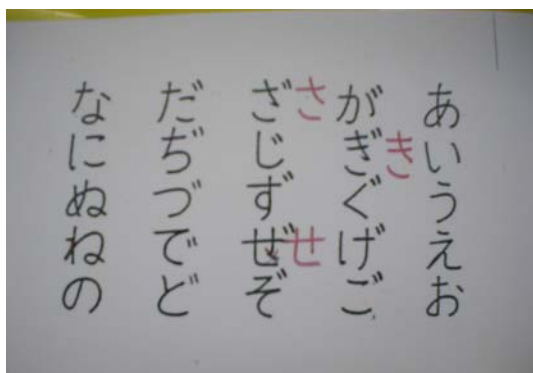 あいうえお
き
がぎぐげご
さ
せ
ざじずぜぞ
だぢづでど
なにぬねの